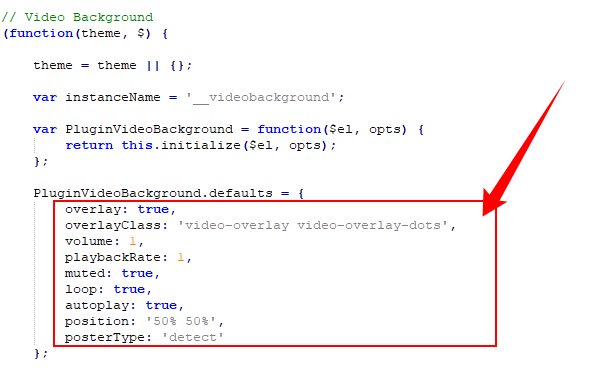 // Video Background
(function(theme, $) {
theme = theme || {};
var instanceName = '__videobackground';
var PluginVideoBackground = function($el, opts) {
return this.initialize($el, opts);
};
PluginVideoBackground.defaults = {
overlay: true,
overlayClass: 'video-overlay video-overlay-dots',
volume: 1,
playbackRate: 1,
muted: true,
loop: true,
autoplay: true,
position: '50% 50%',
posterType: 'detect'
};